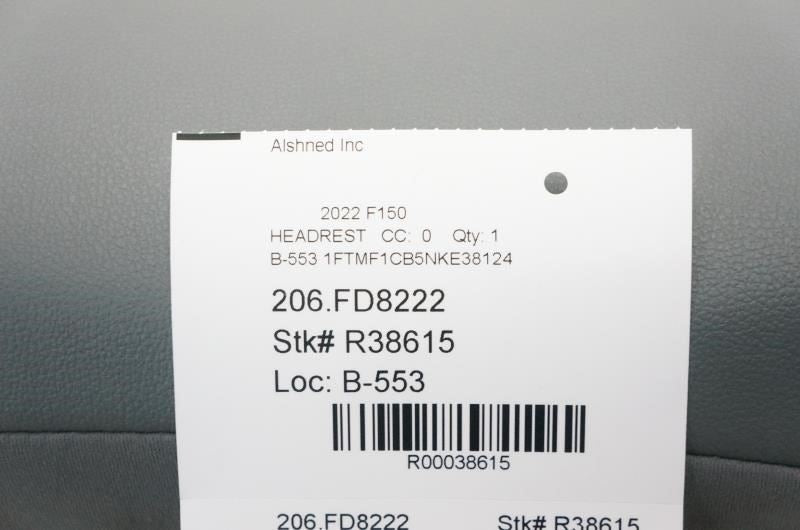 Alshned Inc
2022 F150
HEADREST CC: 0 Qty: 1
B-553 1FTMF1CB5NKE38124
206.FD8222
Stk# R38615
Loc: B-553
R00038615
206.FD8222 Stk# R38615